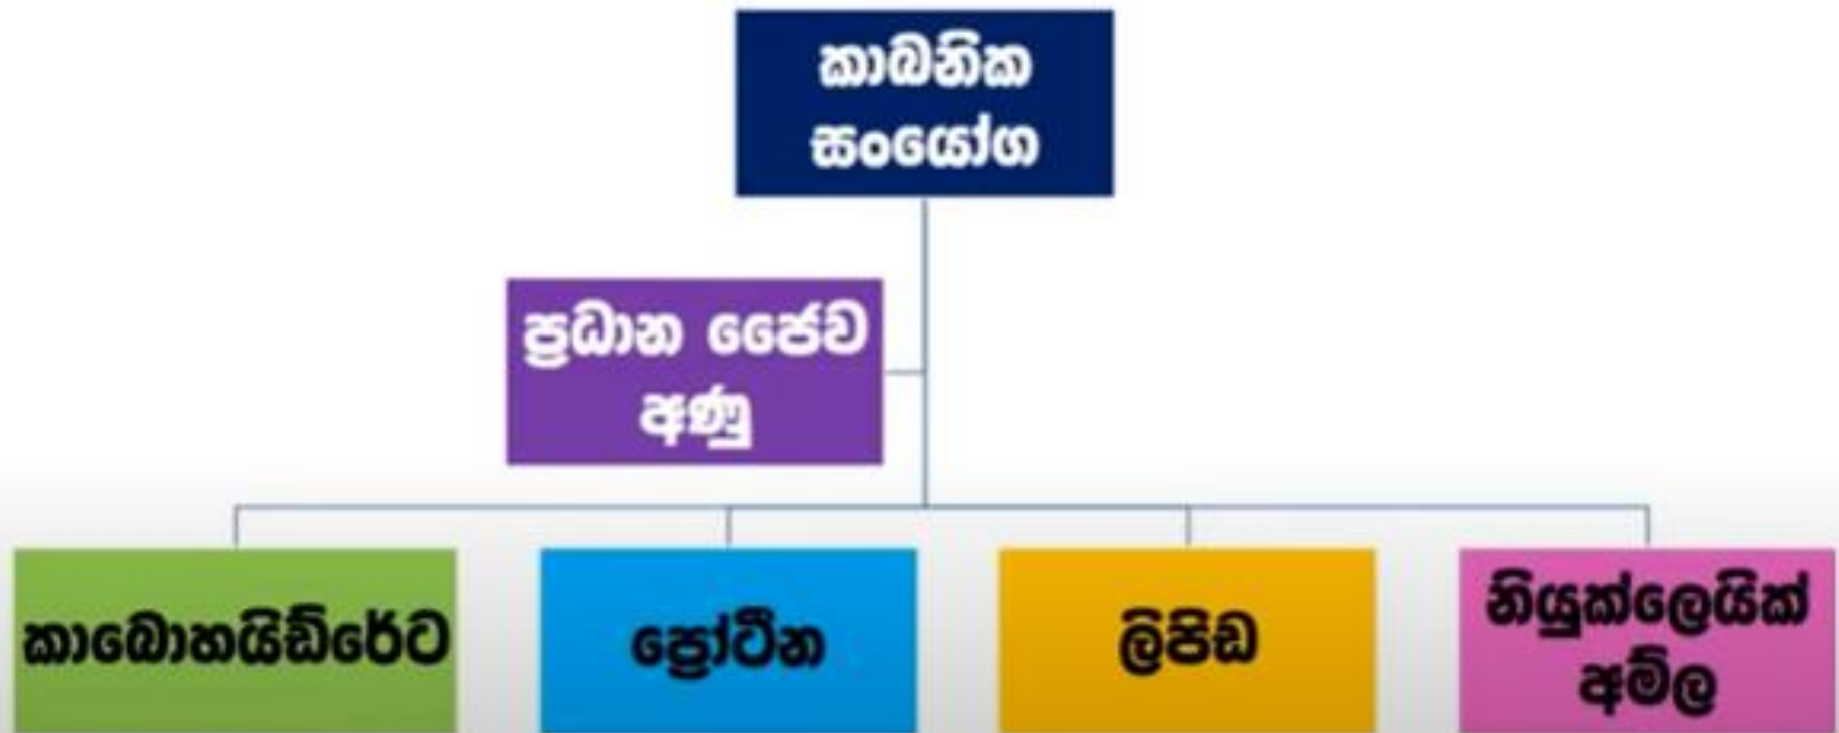 කාබනික
සංයෝග
ප්‍රධාන ජෛව
අණු
කාබොහයිඩ්රේට
ප්‍රෝටීන
ලිපිඩ
නියුක්ලෙයික්
අම්ල